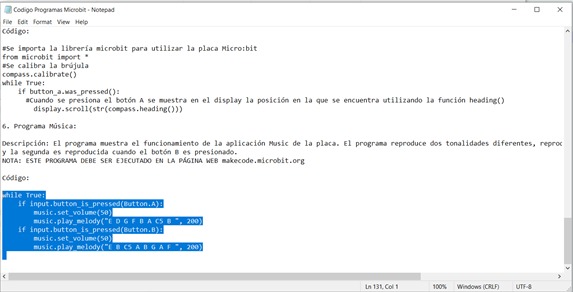 Codigo Programas Microbit - Notepad
File Edit Format View Help
Código:
#Se importa la librería microbit para utilizar la placa Micro:bit
from microbit import *
#Se calibra la brújula
compass.calibrate()
while True:
    if button_a.was_pressed():
      #Cuando se presiona el botón A se muestra en el display la posición en la que se encuentra utilizando la función heading()
      display.scroll(str(compass.heading()))
6. Programa Música:
Descripción: El programa muestra el funcionamiento de la aplicación Music de la placa. El programa reproduce dos tonalidades diferentes, reprod
y la segunda es reproducida cuando el botón B es presionado.
NOTA: ESTE PROGRAMA DEBE SER EJECUTADO EN LA PÁGINA WEB makecode.microbit.org
Código:
while True:
    if input.button_is_pressed(Button.A):
        music.set_volume(50)
        music.play_melody("E D G F B A C5 B ", 200)
    if input.button_is_pressed(Button.B):
        music.set_volume(50)
        music.play_melody("E B C5 A B G A F ", 200)
Ln 131, Col 1 100% Windows (CRLF) UTF-8